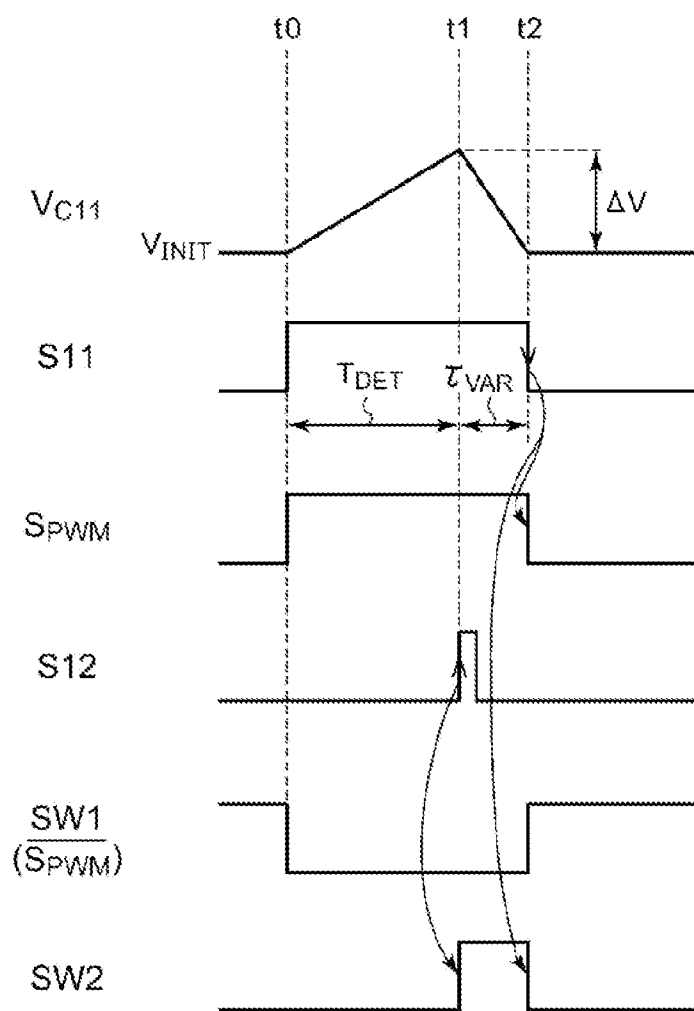 t0 t1 t2
VC11
VINIT
ΔV
S11
TDET
τVAR
SPWM
S12
SW1
(SPWM)
SW2